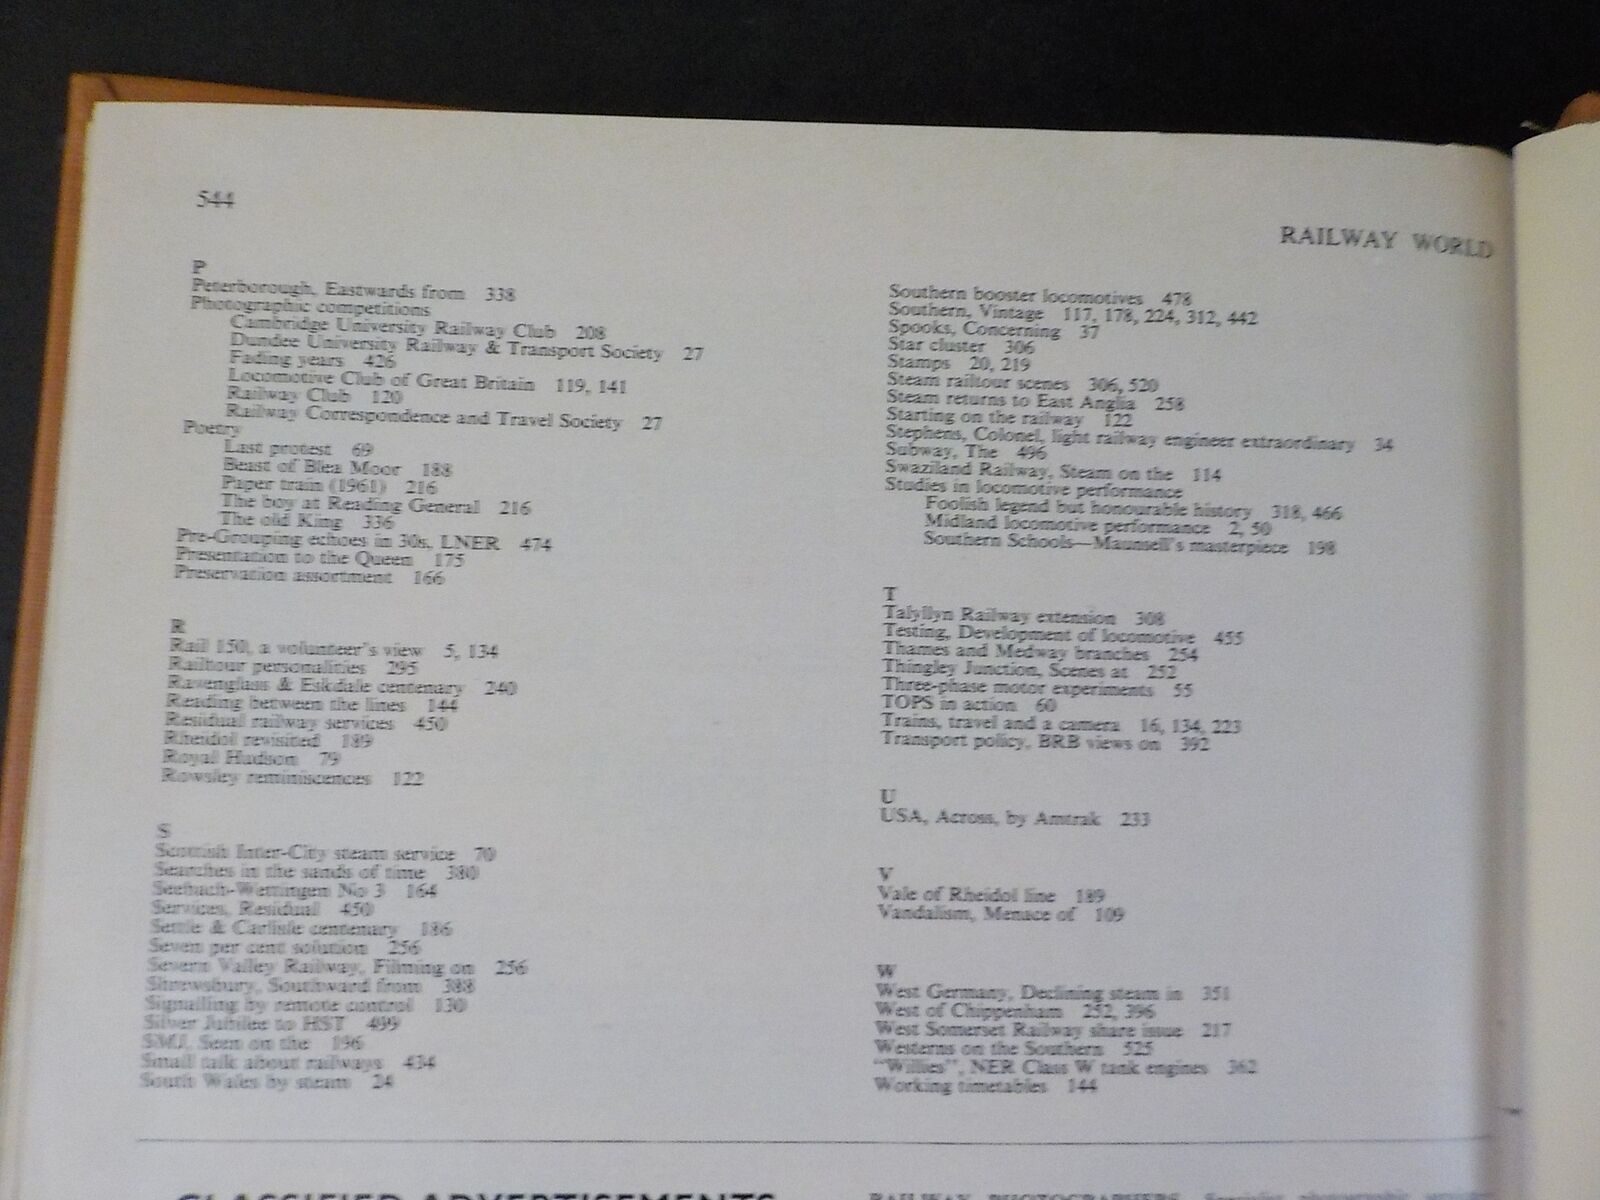 544
RAILWAY WORLD
P
Peterborough, Eastwards from 338
Photographic competitions
Cambridge University Railway Club 208
Dundee University Railway & Transport Society 27
Fading years 426
Locomotive Club of Great Britain 119, 141
Railway Club 120
Railway Correspondence and Travel Society 27
Poetry
Last protest 69
Beast of Blea Moor 188
Paper train (1961) 216
The boy at Reading General 216
The old King 336
Pre-Grouping echoes in 30s, LNER 474
Presentation to the Queen 175
Preservation assortment 166
R
Rail 150, a volunteer's view 5, 134
Railtour personalities 295
Ravenglass & Eskdale centenary 240
Reading between the lines 144
Residual railway services 450
Rheidol revisited 189
Royal Hudson 79
Rowsley reminiscences 122
S
Scottish Inter-City steam service 70
Searches in the sands of time 380
Seebach-Wettingen No 3 164
Services, Residual 450
Settle & Carlisle centenary 186
Seven per cent solution 256
Severn Valley Railway, Filming on 256
Shrewsbury, Southward from 388
Signalling by remote control 130
Silver Jubilee to HST 499
SMJ, Seen on the 196
Small talk about railways 434
South Wales by steam 24
Southern booster locomotives 478
Southern, Vintage 117, 178, 224, 312, 442
Spooks, Concerning 37
Star cluster 306
Stamps 20, 219
Steam railtour scenes 306, 520
Steam returns to East Anglia 258
Starting on the railway 122
Stephens, Colonel, light railway engineer extraordinary 34
Subway, The 496
Swaziland Railway, Steam on the 114
Studies in locomotive performance
Foolish legend but honourable history 318, 466
Midland locomotive performance 2, 50
Southern Schools—Maunsell's masterpiece 198
T
Talyllyn Railway extension 308
Testing, Development of locomotive 455
Thames and Medway branches 254
Thingley Junction, Scenes at 252
Three-phase motor experiments 55
TOPS in action 60
Trains, travel and a camera 16, 134, 223
Transport policy, BRB views on 392
U
USA, Across, by Amtrak 233
V
Vale of Rheidol line 189
Vandalism, Menace of 109
W
West Germany, Declining steam in 351
West of Chippenham 252, 396
West Somerset Railway share issue 217
Westerns on the Southern 525
"Willies", NER Class W tank engines 362
Working timetables 144
CLASSIFIED ADVERTISEMENTS
RAILWAY PHOTOGRAPHERS